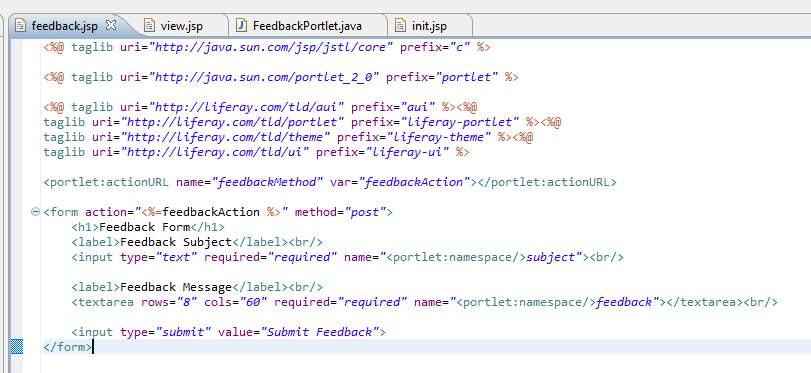 feedback.jsp view.jsp FeedbackPortlet.java init.jsp
<%@ taglib uri="http://java.sun.com/jsp/jstl/core" prefix="c" %>
<%@ taglib uri="http://java.sun.com/portlet_2_0" prefix="portlet" %>
<%@ taglib uri="http://liferay.com/tld/aui" prefix="aui" %><%@
taglib uri="http://liferay.com/tld/portlet" prefix="liferay-portlet" %><%@
taglib uri="http://liferay.com/tld/theme" prefix="liferay-theme" %><%@
taglib uri="http://liferay.com/tld/ui" prefix="liferay-ui" %>
<portlet:actionURL name="feedbackMethod" var="feedbackAction"></portlet:actionURL>
<form action="<%=feedbackAction %>" method="post">
<h1>Feedback Form</h1>
<label>Feedback Subject</label><br/>
<input type="text" required="required" name="<portlet:namespace/>subject"><br/>
<label>Feedback Message</label><br/>
<textarea rows="8" cols="60" required="required" name="<portlet:namespace/>feedback"></textarea><br/>
<input type="submit" value="Submit Feedback">
</form>